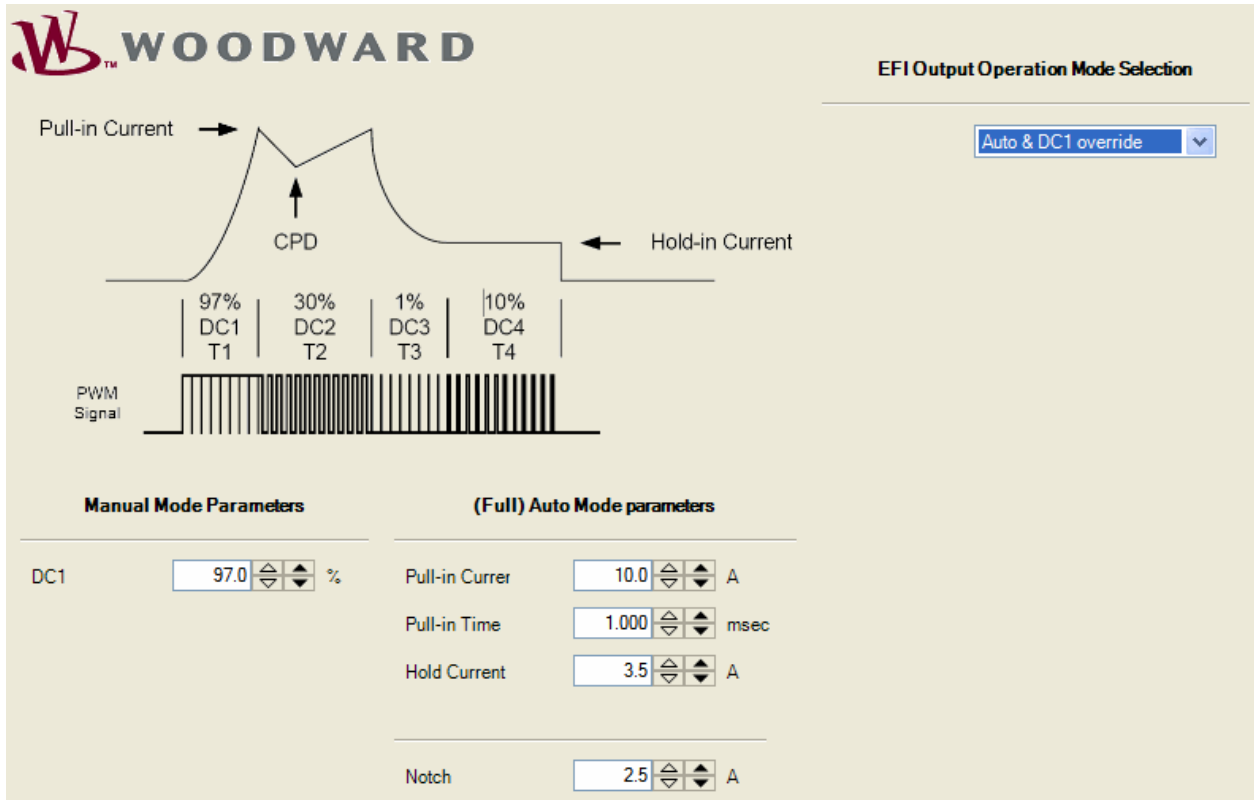 WOODWARD
TM
EFI Output Operation Mode Selection
Auto & DC1 override
Pull-in Current
CPD
Hold-in Current
97% 30% 1% 10%
DC1 DC2 DC3 DC4
T1 T2 T3 T4
PWM
Signal
Manual Mode Parameters
DC1 97.0 %
(Full) Auto Mode parameters
Pull-in Currer 10.0 A
Pull-in Time 1.000 msec
Hold Current 3.5 A
Notch 2.5 A